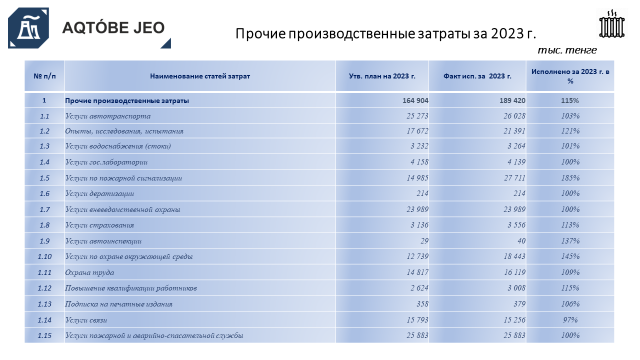 AQTÓBE JEO
Прочие производственные затраты за 2023 г.
тыс. тенге
№ п/п Наименование статей затрат Утв. план на 2023 г. Факт исп. за 2023 г. Исполнено за 2023 г. в %
1 Прочие производственные затраты 164 904 189 420 115%
1.1 Услуги автотранспорта 25 273 26 028 103%
1.2 Опыты, исследования, испытания 17 672 21 391 121%
1.3 Услуги водоснабжения (стоки) 3 232 3 264 101%
1.4 Услуги гос.лаборатории 4 158 4 139 100%
1.5 Услуги по пожарной сигнализации 14 985 27 711 185%
1.6 Услуги дератизации 214 214 100%
1.7 Услуги вневедомственной охраны 23 989 23 989 100%
1.8 Услуги страхования 3 136 3 556 113%
1.9 Услуги автоинспекции 29 40 137%
1.10 Услуги по охране окружающей среды 12 739 18 443 145%
1.11 Охрана труда 14 817 16 119 109%
1.12 Повышение квалификации работников 2 624 3 008 115%
1.13 Подписка на печатные издания 358 379 106%
1.14 Услуги связи 15 793 15 256 97%
1.15 Услуги пожарной и аварийно-спасательной службы 25 883 25 883 100%